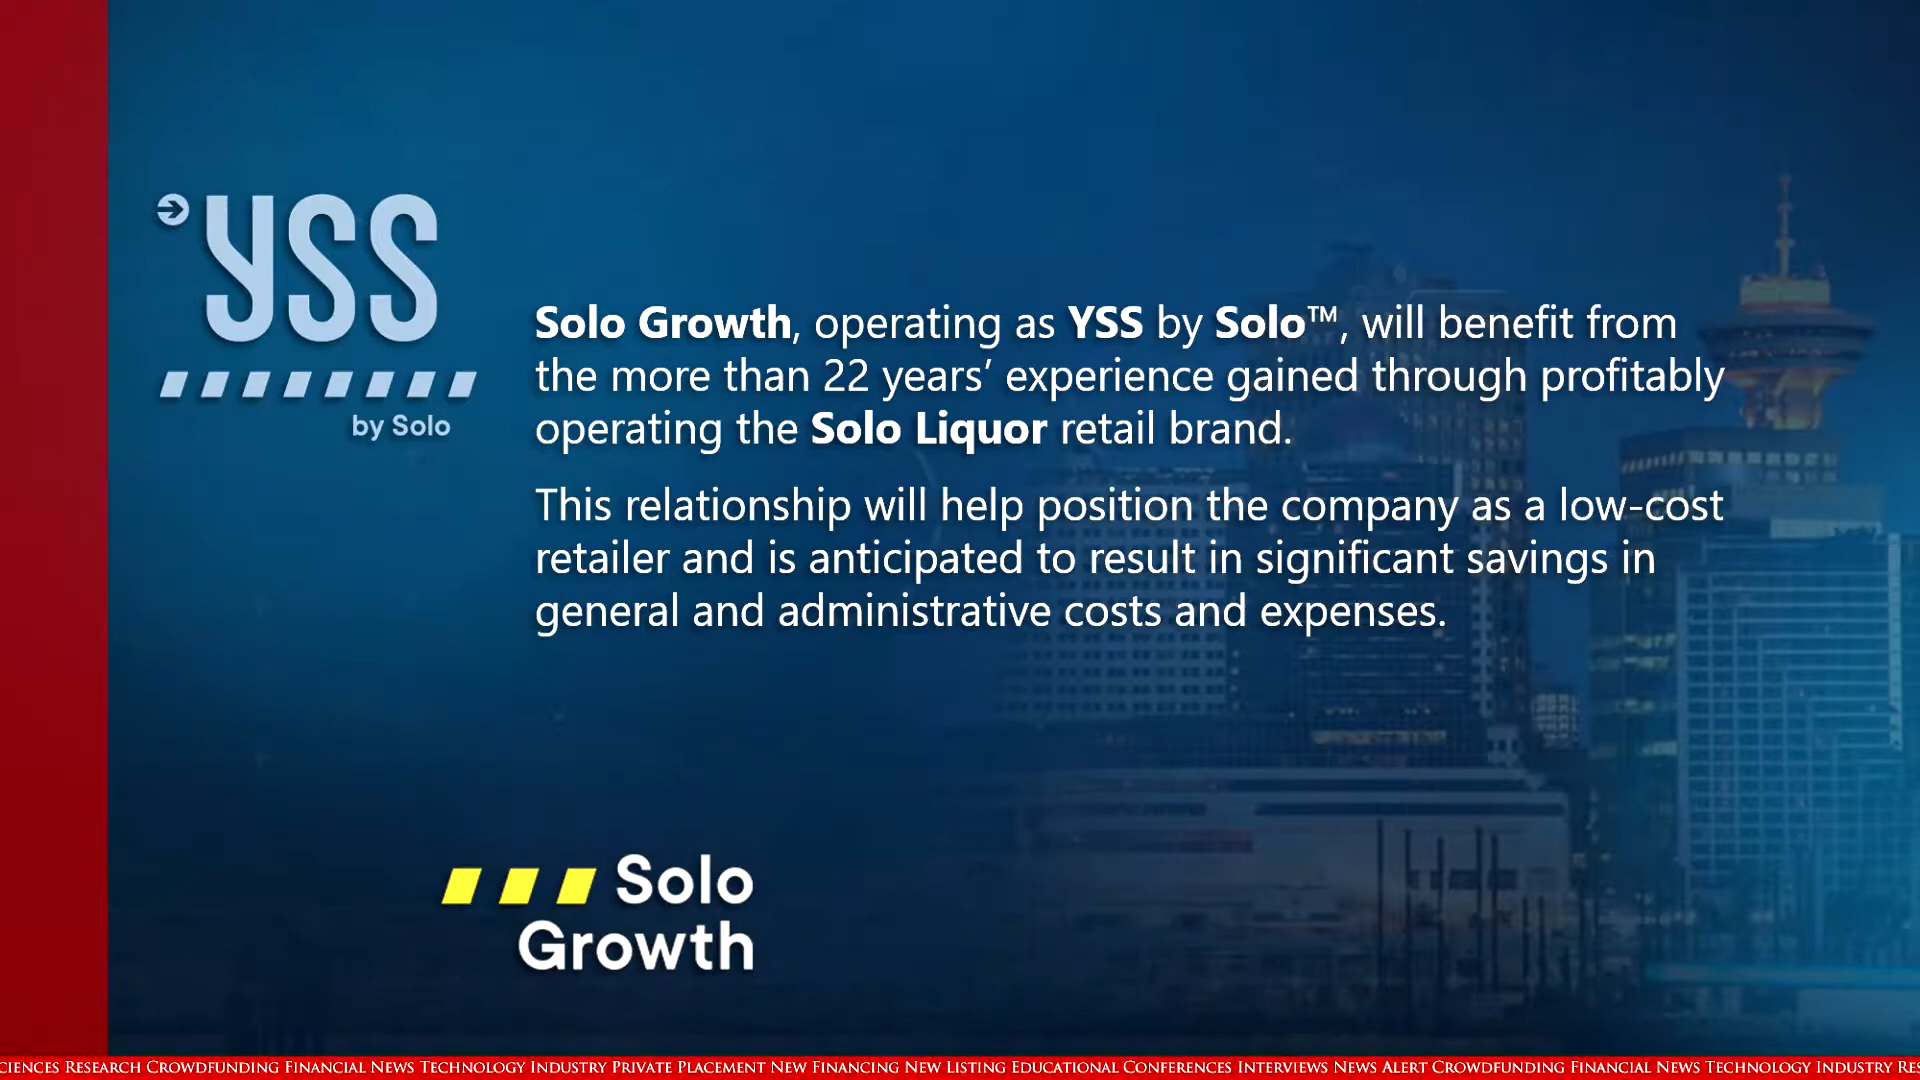 YSS
by Solo
Solo Growth, operating as YSS by Solo™, will benefit from
the more than 22 years’ experience gained through profitably
operating the Solo Liquor retail brand.
This relationship will help position the company as a low-cost
retailer and is anticipated to result in significant savings in
general and administrative costs and expenses.
Solo
Growth
CIENCES RESEARCH CROWDFUNDING FINANCIAL NEWS TECHNOLOGY INDUSTRY PRIVATE PLACEMENT NEW FINANCING NEW LISTING EDUCATIONAL CONFERENCES INTERVIEWS NEWS ALERT CROWDFUNDING FINANCIAL NEWS TECHNOLOGY INDUSTRY RES